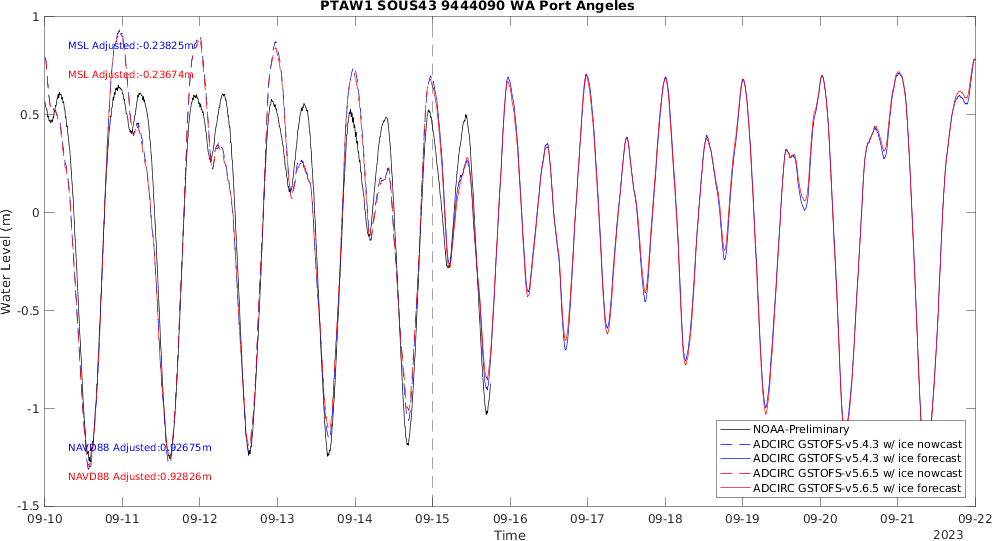 PTAW1 SOUS43 9444090 WA Port Angeles
Water Level (m)
1
0.5
0
-0.5
-1
-1.5
MSL Adjusted:-0.23825m
MSL Adjusted:-0.23674m
NAVD88 Adjusted:0.92675m
NAVD88 Adjusted:0.92826m
NOAA-Preliminary
ADCIRC GSTOFS-v5.4.3 w/ ice nowcast
ADCIRC GSTOFS-v5.4.3 w/ ice forecast
ADCIRC GSTOFS-v5.6.5 w/ ice nowcast
ADCIRC GSTOFS-v5.6.5 w/ ice forecast
09-10 09-11 09-12 09-13 09-14 09-15 09-16 09-17 09-18 09-19 09-20 09-21 09-22
Time
2023